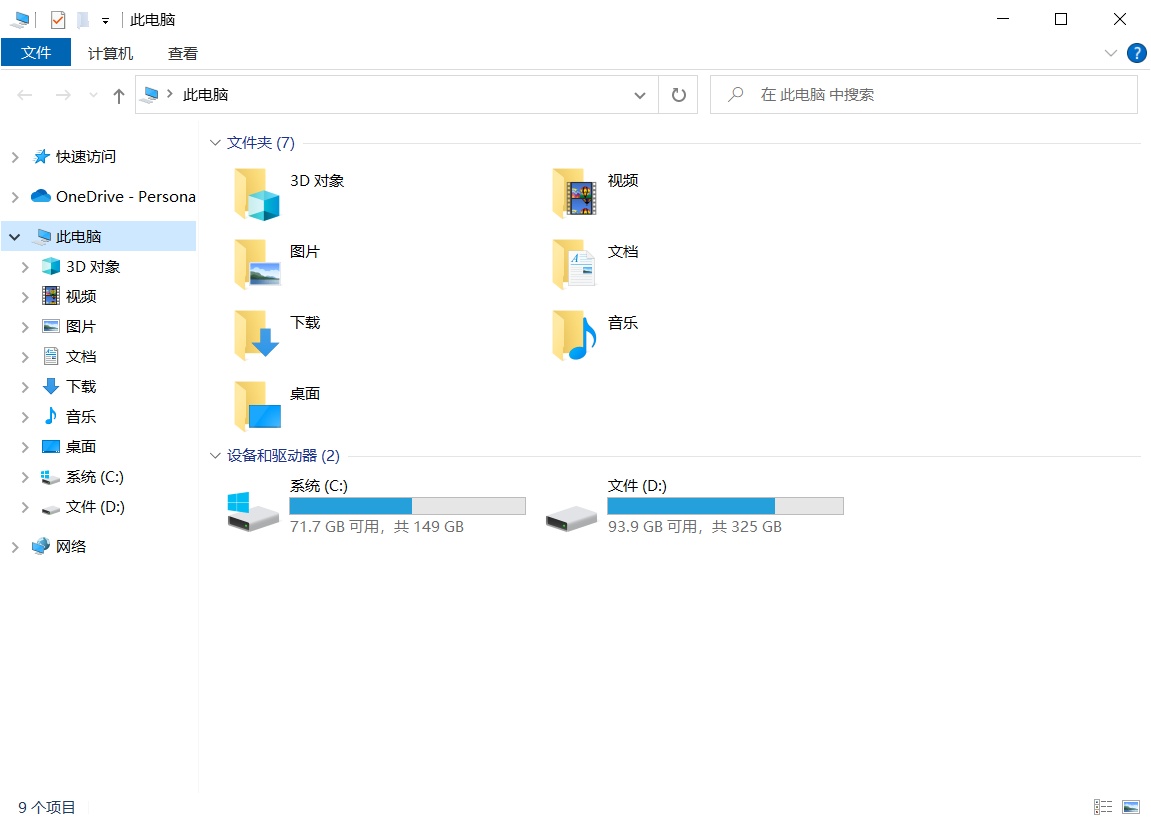 此电脑
文件 计算机 查看
此电脑
在 此电脑 中搜索
快速访问
OneDrive - Persona
此电脑
3D 对象
视频
图片
文档
下载
音乐
桌面
系统 (C:)
文件 (D:)
网络
文件夹 (7)
3D 对象
视频
图片
文档
下载
音乐
桌面
设备和驱动器 (2)
系统 (C:)
71.7 GB 可用，共 149 GB
文件 (D:)
93.9 GB 可用，共 325 GB
9 个项目